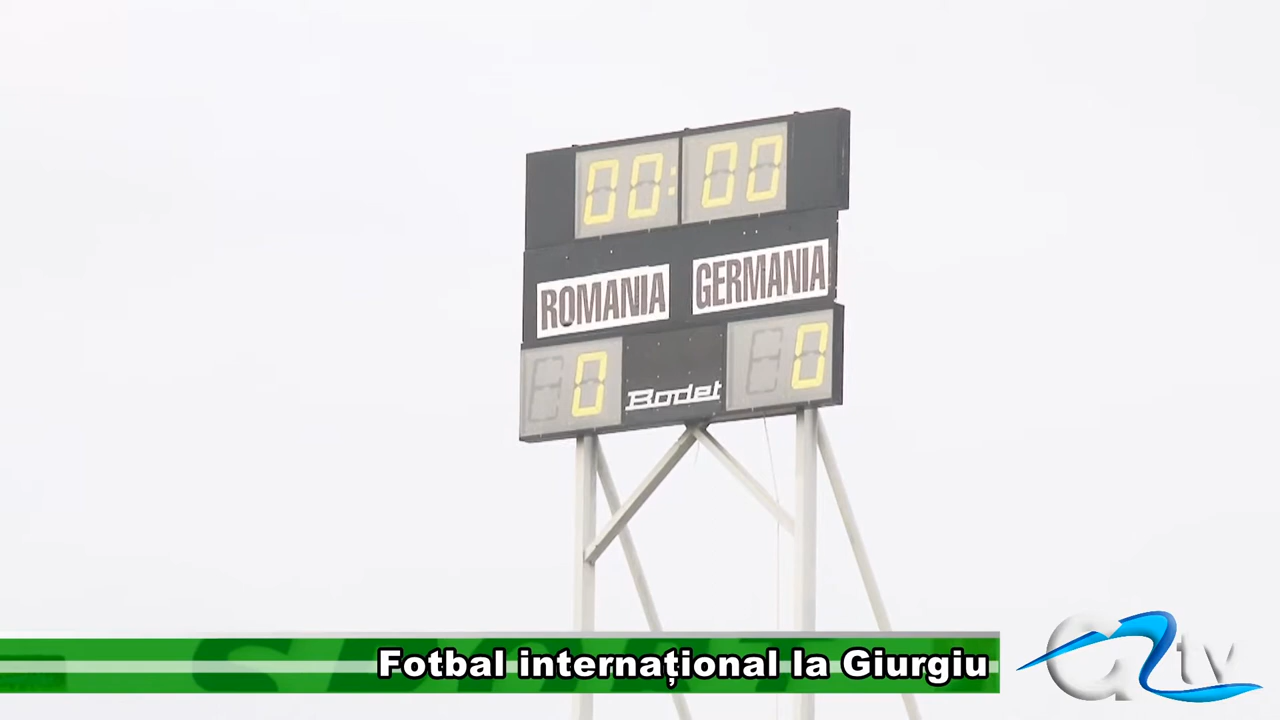 00:00
ROMANIA GERMANIA
0 0
Bodet
Fotbal internațional la Giurgiu
tv